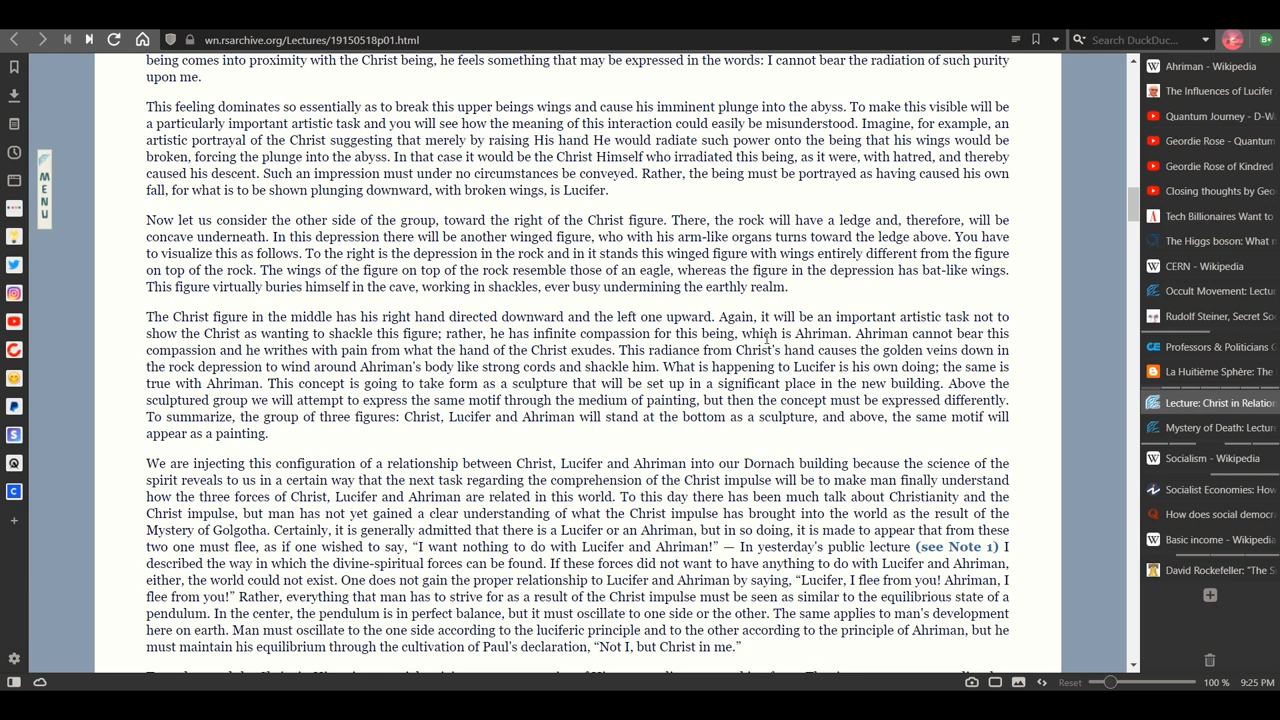 wn.rsarchive.org/Lectures/19150518p01.html
Search DuckDuc
being comes into proximity with the Christ being, he feels something that may be expressed in the words: I cannot bear the radiation of such purity
upon me.
This feeling dominates so essentially as to break this upper beings wings and cause his imminent plunge into the abyss. To make this visible will be
a particularly important artistic task and you will see how the meaning of this interaction could easily be misunderstood. Imagine, for example, an
artistic portrayal of the Christ suggesting that merely by raising His hand He would radiate such power onto the being that his wings would be
broken, forcing the plunge into the abyss. In that case it would be the Christ Himself who irradiated this being, as it were, with hatred, and thereby
caused his descent. Such an impression must under no circumstances be conveyed. Rather, the being must be portrayed as having caused his own
fall, for what is to be shown plunging downward, with broken wings, is Lucifer.
Now let us consider the other side of the group, toward the right of the Christ figure. There, the rock will have a ledge and, therefore, will be
concave underneath. In this depression there will be another winged figure, who with his arm-like organs turns toward the ledge above. You have
to visualize this as follows. To the right is the depression in the rock and in it stands this winged figure with wings entirely different from the figure
on top of the rock. The wings of the figure on top of the rock resemble those of an eagle, whereas the figure in the depression has bat-like wings.
This figure virtually buries himself in the cave, working in shackles, ever busy undermining the earthly realm.
The Christ figure in the middle has his right hand directed downward and the left one upward. Again, it will be an important artistic task not to
show the Christ as wanting to shackle this figure; rather, he has infinite compassion for this being, which is Ahriman. Ahriman cannot bear this
compassion and he writhes with pain from what the hand of the Christ exudes. This radiance from Christ's hand causes the golden veins down in
the rock depression to wind around Ahriman's body like strong cords and shackle him. What is happening to Lucifer is his own doing; the same is
true with Ahriman. This concept is going to take form as a sculpture that will be set up in a significant place in the new building. Above the
sculptured group we will attempt to express the same motif through the medium of painting, but then the concept must be expressed differently.
To summarize, the group of three figures: Christ, Lucifer and Ahriman will stand at the bottom as a sculpture, and above, the same motif will
appear as a painting.
We are injecting this configuration of a relationship between Christ, Lucifer and Ahriman into our Dornach building because the science of the
spirit reveals to us in a certain way that the next task regarding the comprehension of the Christ impulse will be to make man finally understand
how the three forces of Christ, Lucifer and Ahriman are related in this world. To this day there has been much talk about Christianity and the
Christ impulse, but man has not yet gained a clear understanding of what the Christ impulse has brought into the world as the result of the
Mystery of Golgotha. Certainly, it is generally admitted that there is a Lucifer or an Ahriman, but in so doing, it is made to appear that from these
two one must flee, as if one wished to say, “I want nothing to do with Lucifer and Ahriman!” — In yesterday's public lecture (see Note 1) I
described the way in which the divine-spiritual forces can be found. If these forces did not want to have anything to do with Lucifer and Ahriman,
either, the world could not exist. One does not gain the proper relationship to Lucifer and Ahriman by saying, “Lucifer, I flee from you! Ahriman, I
flee from you!” Rather, everything that man has to strive for as a result of the Christ impulse must be seen as similar to the equilibrious state of a
pendulum. In the center, the pendulum is in perfect balance, but it must oscillate to one side or the other. The same applies to man's development
here on earth. Man must oscillate to the one side according to the luciferic principle and to the other according to the principle of Ahriman, but he
must maintain his equilibrium through the cultivation of Paul's declaration, “Not I, but Christ in me.”
MENU
Ahriman - Wikipedia
The Influences of Lucifer
Quantum Journey - D-W
Geordie Rose - Quantum
Geordie Rose of Kindred
Closing thoughts by Geo
Tech Billionaires Want to
The Higgs boson: What m
CERN - Wikipedia
Occult Movement: Lectu
Rudolf Steiner, Secret So
Professors & Politicians G
La Huitième Sphère: The
Lecture: Christ in Relatio
Mystery of Death: Lectur
Socialism - Wikipedia
Socialist Economies: How
How does social democr
Basic income - Wikipedia
David Rockefeller: "The S
Reset
100 %
9:25 PM